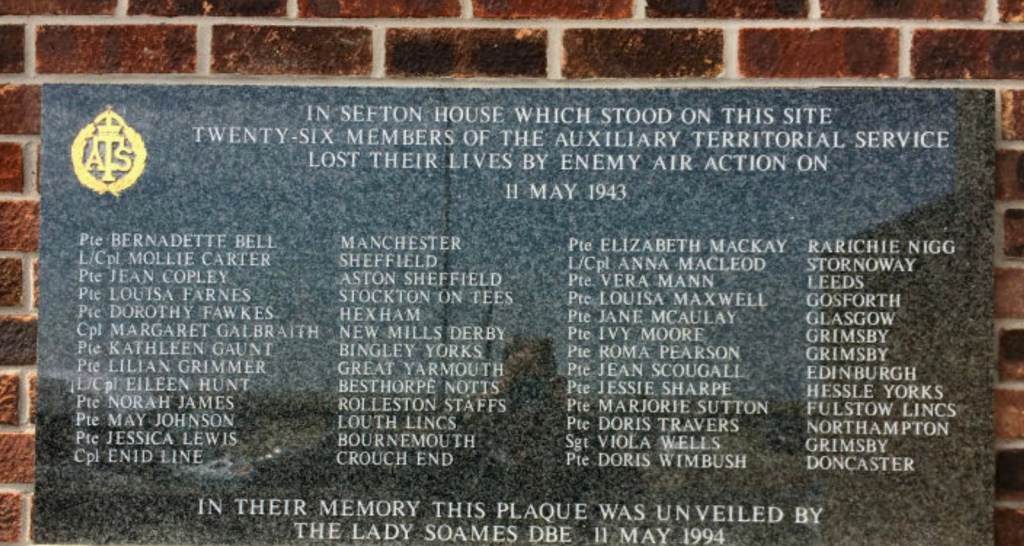 ATS
IN SEFTON HOUSE WHICH STOOD ON THIS SITE
TWENTY-SIX MEMBERS OF THE AUXILIARY TERRITORIAL SERVICE
LOST THEIR LIVES BY ENEMY AIR ACTION ON
11 MAY 1943
Pte BERNADETTE BELL MANCHESTER
L/Cpl MOLLIE CARTER SHEFFIELD
Pte JEAN COPLEY ASTON SHEFFIELD
Pte LOUISA FARNES STOCKTON ON TEES
Pte DOROTHY FAWKES HEXHAM
Cpl MARGARET GALBRAITH NEW MILLS DERBY
Pte KATHLEEN GAUNT BINGLEY YORKS
Pte LILIAN GRIMMER GREAT YARMOUTH
L/Cpl EILEEN HUNT BESTHORPE NOTTS
Pte NORAH JAMES ROLLESTON STAFFS
Pte MAY JOHNSON LOUTH LINCS
Pte JESSICA LEWIS BOURNEMOUTH
Cpl ENID LINE CROUCH END
Pte ELIZABETH MACKAY RARICHIE NIGG
L/Cpl ANNA MACLEOD STORNOWAY
Pte VERA MANN LEEDS
Pte LOUISA MAXWELL GOSFORTH
Pte JANE MCAULAY GLASGOW
Pte IVY MOORE GRIMSBY
Pte ROMA PEARSON GRIMSBY
Pte JEAN SCOUGALL EDINBURGH
Pte JESSIE SHARPE HESSLE YORKS
Pte MARJORIE SUTTON FULSTOW LINCS
Pte DORIS TRAVERS NORTHAMPTON
Sgt VIOLA WELLS GRIMSBY
Pte DORIS WIMBUSH DONCASTER
IN THEIR MEMORY THIS PLAQUE WAS UNVEILED BY
THE LADY SOAMES DBE 11 MAY 1994